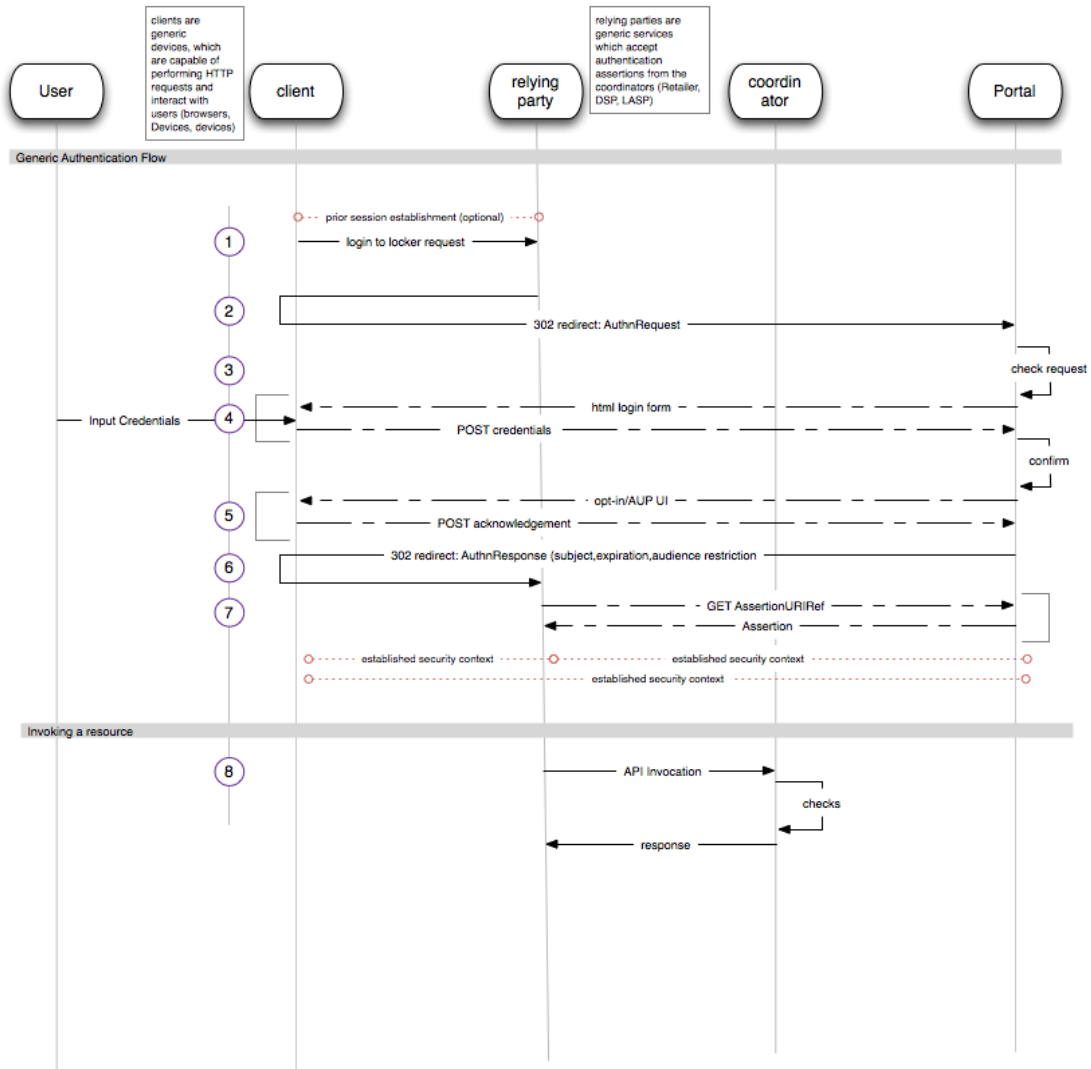 clients are
generic
devices, which
are capable of
performing HTTP
requests and
interact with
users (browsers,
Devices, devices)
relying parties are
generic services
which accept
authentication
assertions from the
coordinators (Retailer,
DSP, LASP)
User
client
relying
party
coordin
ator
Portal
Generic Authentication Flow
prior session establishment (optional)
1
login to locker request
2
302 redirect: AuthnRequest
3
check request
html login form
Input Credentials
4
POST credentials
confirm
opt-in/AUP UI
5
POST acknowledgement
302 redirect: AuthnResponse (subject,expiration,audience restriction
6
7
GET AssertionURIRef
Assertion
established security context
established security context
established security context
Invoking a resource
8
API Invocation
checks
response